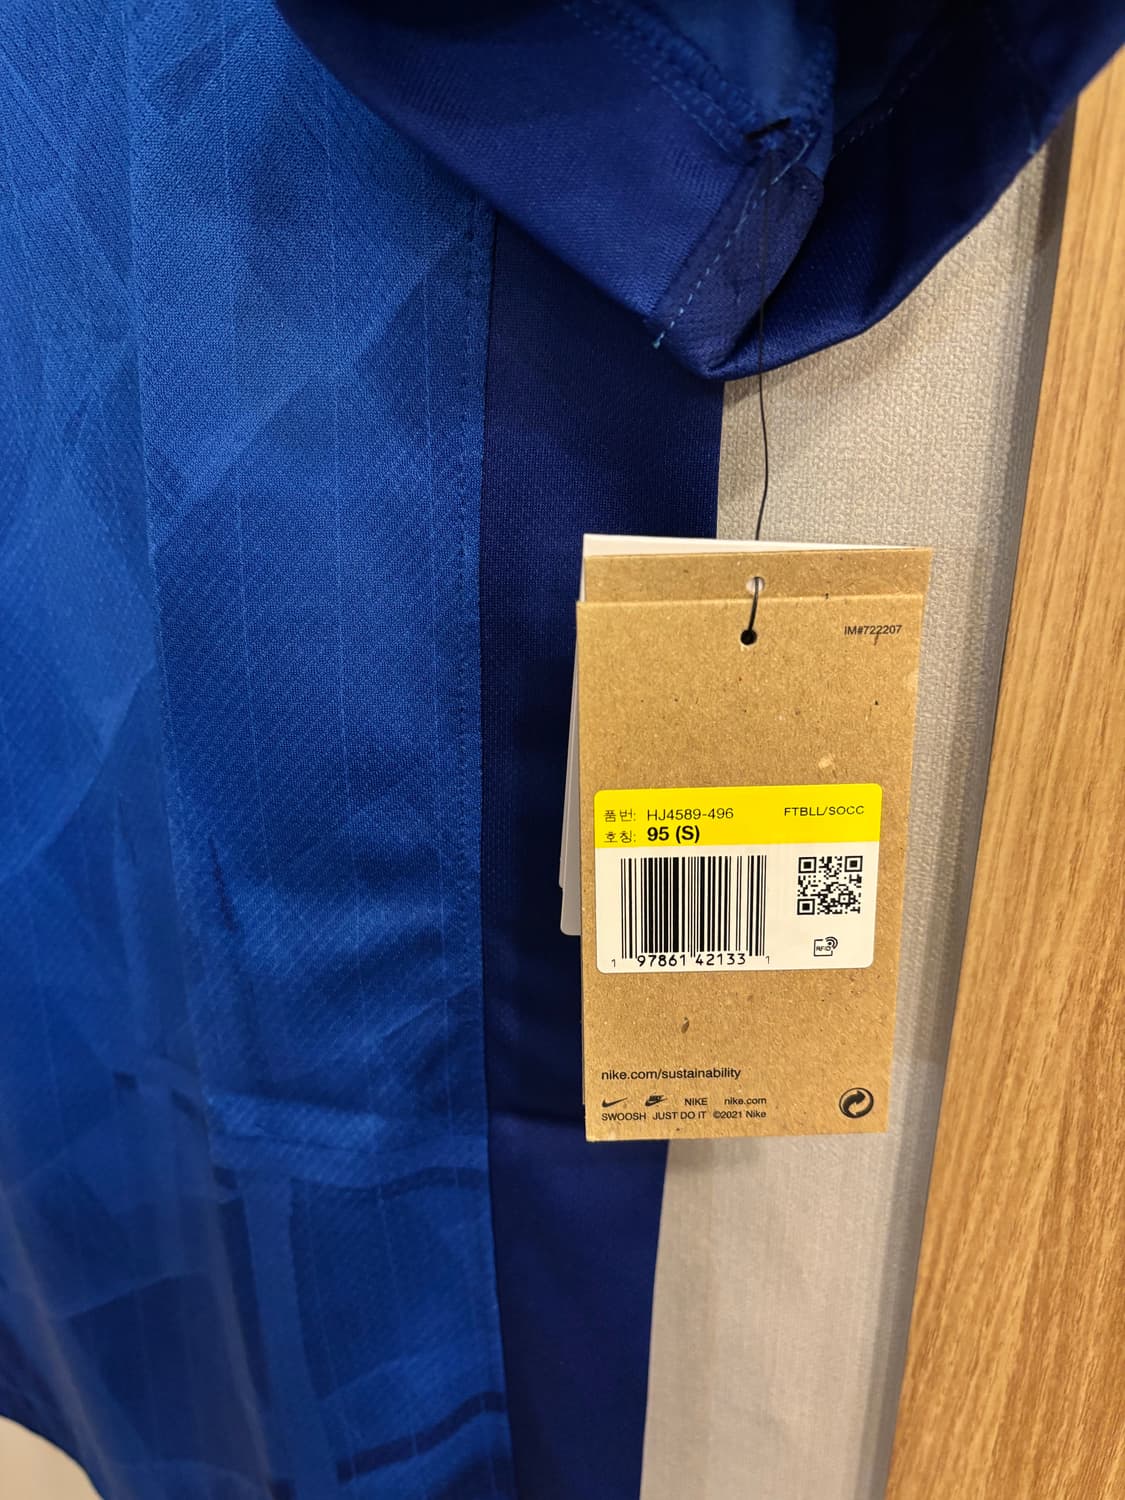 IM#722207
품번: HJ4589-496 FTBLL/SOCC
호칭: 95 (S)
RFID
1 97861 42133 1
nike.com/sustainability
NIKE nike.com
SWOOSH JUST DO IT ©2021 Nike